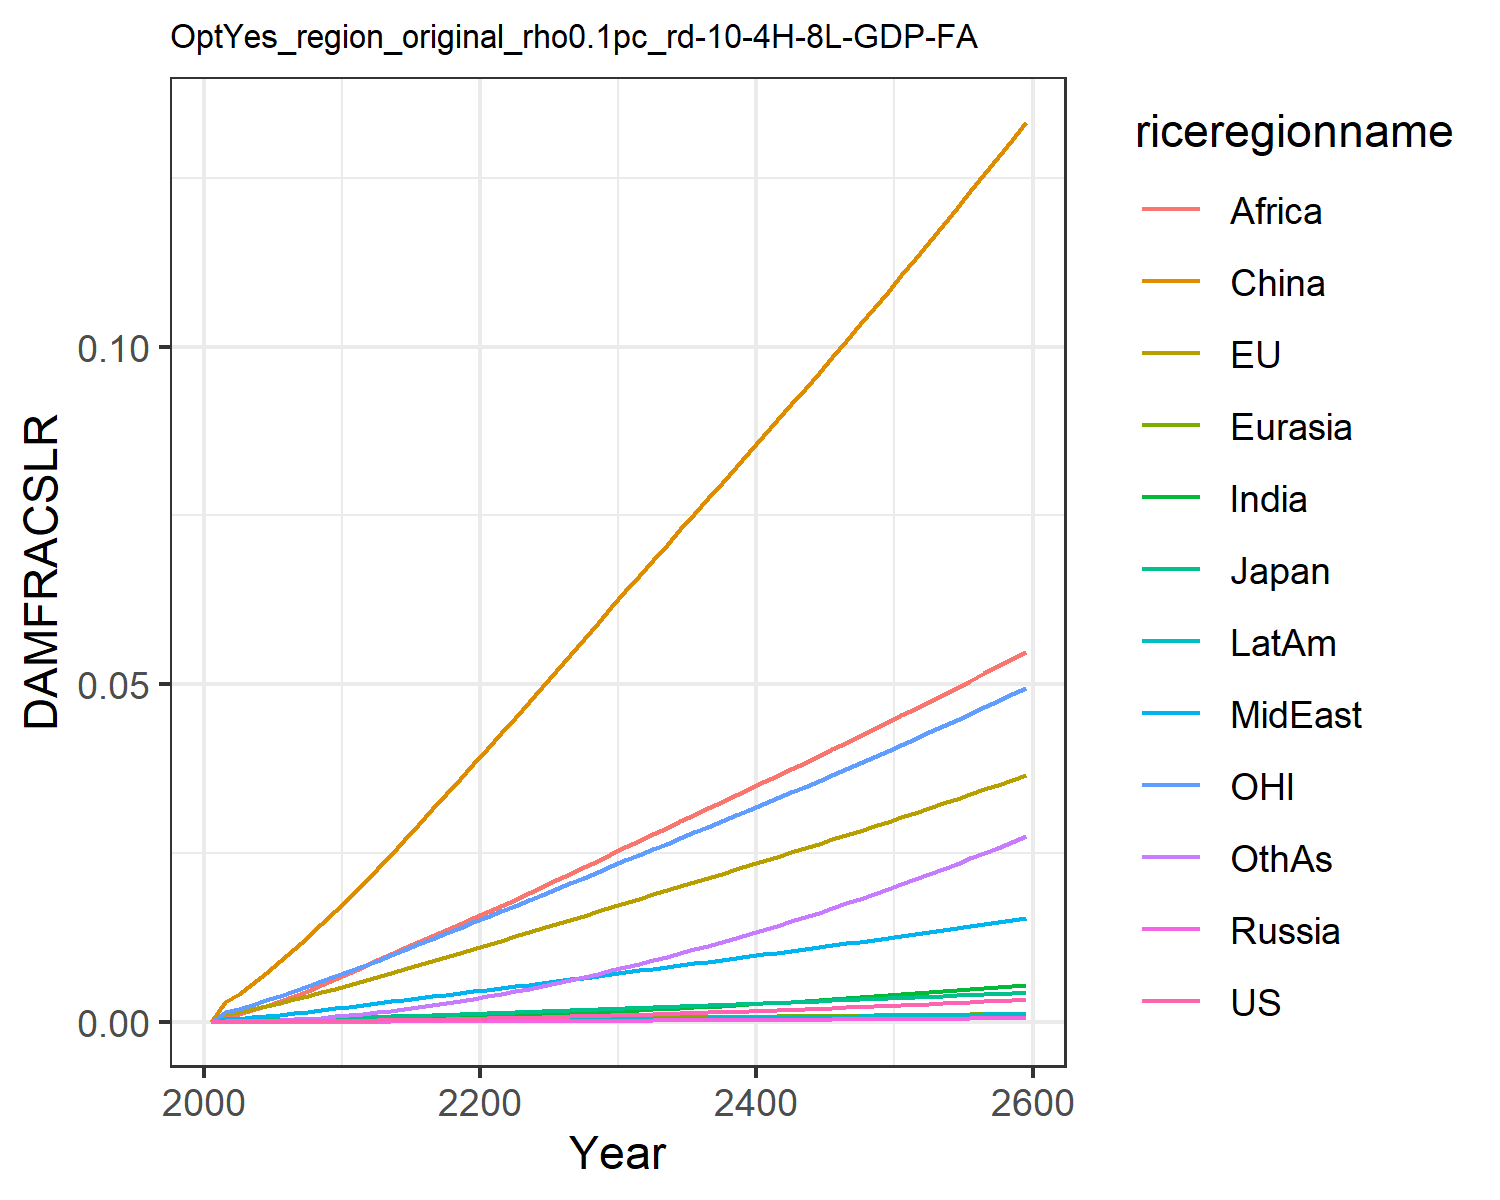 OptYes_region_original_rho0.1pc_rd-10-4H-8L-GDP-FA
DAMFRACSLR
0.10
0.05
0.00
2000 2200 2400 2600
Year
riceregionname
Africa
China
EU
Eurasia
India
Japan
LatAm
MidEast
OHI
OthAs
Russia
US